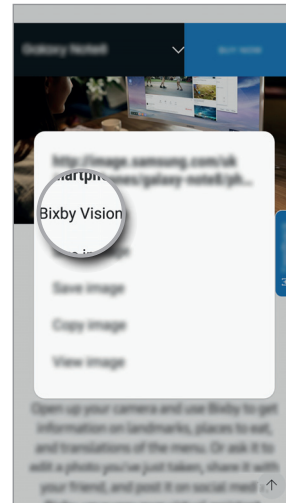 Galaxy Note8
BUY NOW
http://image.samsung.com/uk
/smartphones/galaxy-note8/ph...
Bixby Vision
Save image
Copy image
View image
Open up your camera and use Bixby to get
information on landmarks, places to eat,
and translations of the menu. Or ask it to
edit a photo you've just taken, share it with
your friend, and post it on social med